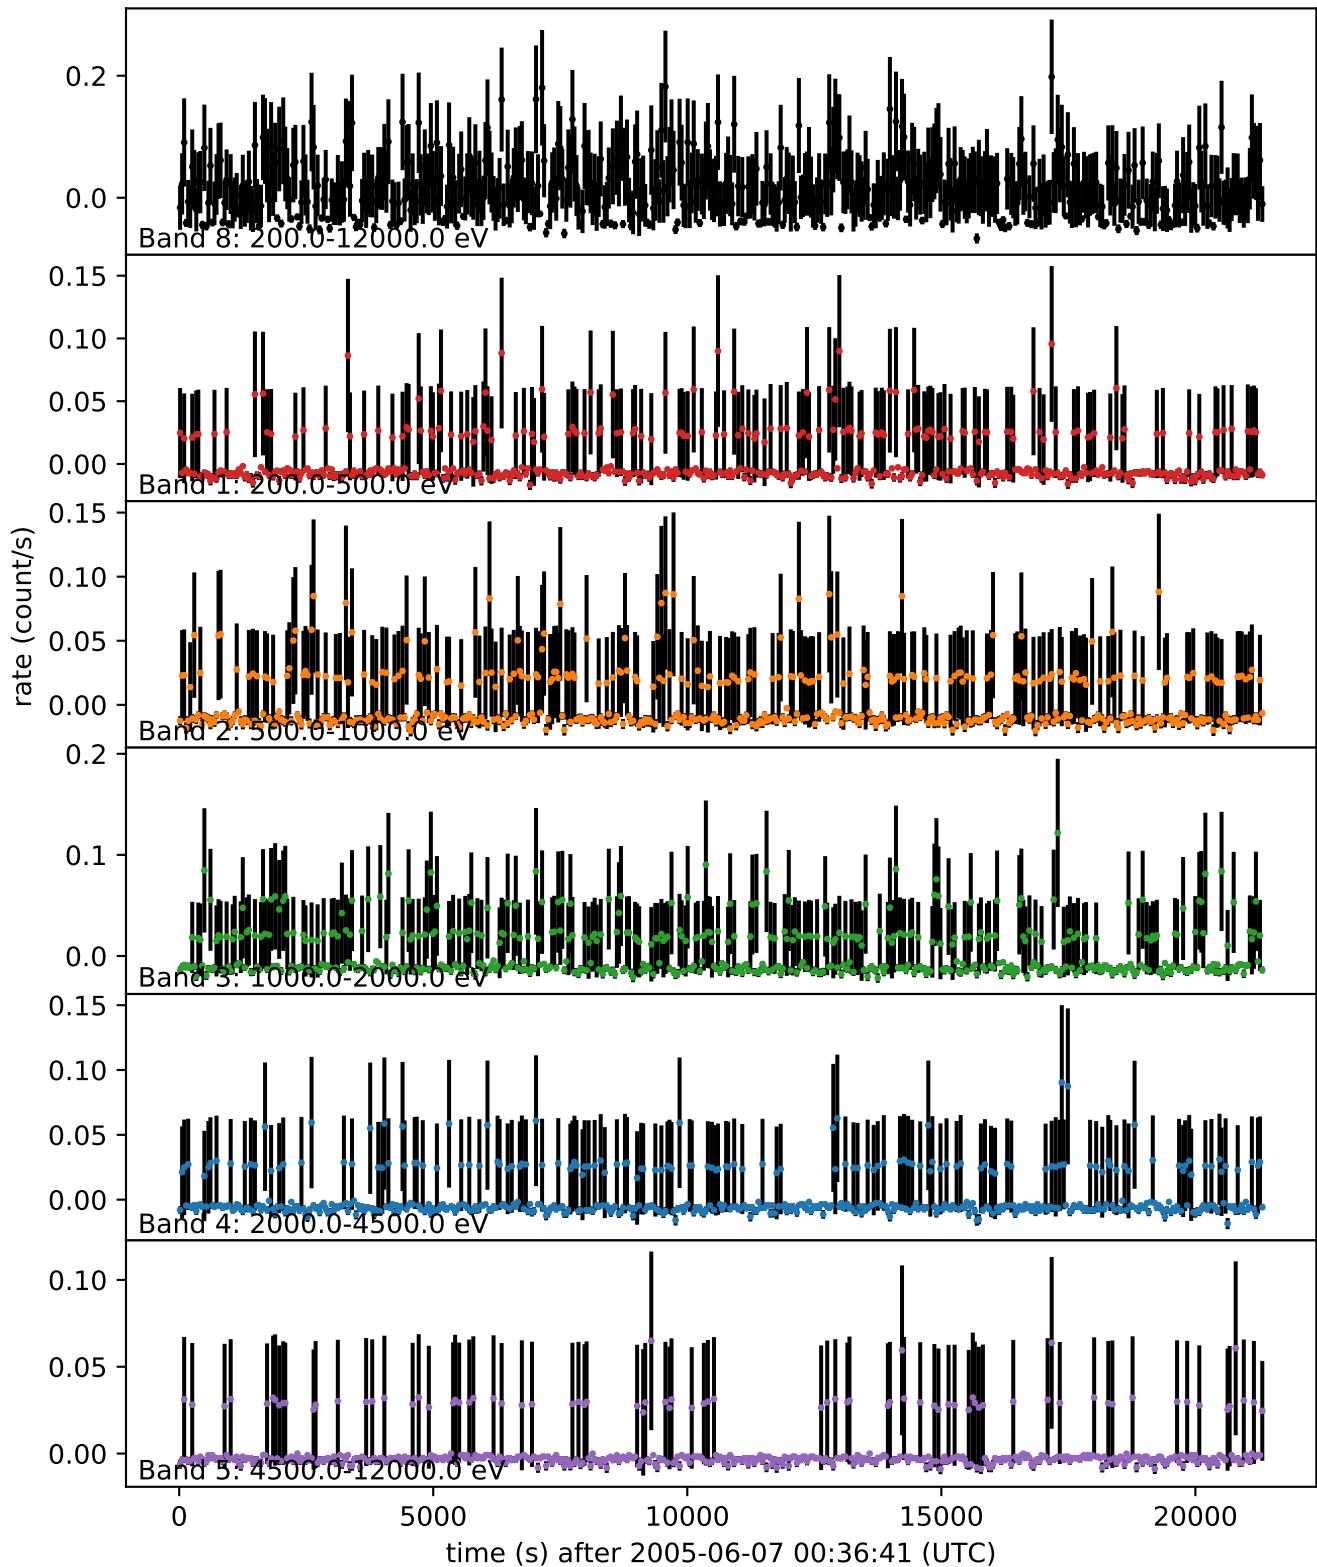 0.2
0.0
Band 8: 200.0-12000.0 eV
0.15
0.10
0.05
0.00
Band 1: 200.0-500.0 eV
0.15
0.10
0.05
0.00
Band 2: 500.0-1000.0 eV
rate (count/s)
0.2
0.1
0.0
Band 3: 1000.0-2000.0 eV
0.15
0.10
0.05
0.00
Band 4: 2000.0-4500.0 eV
0.10
0.05
0.00
Band 5: 4500.0-12000.0 eV
0 5000 10000 15000 20000
time (s) after 2005-06-07 00:36:41 (UTC)